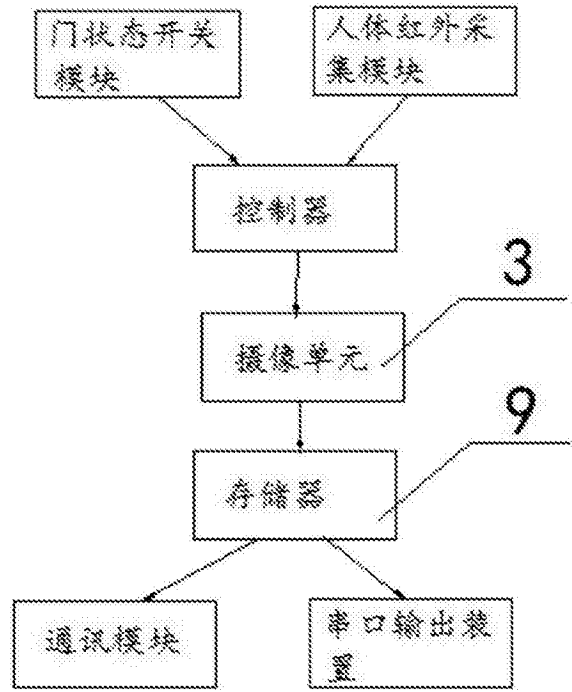 门状态开关
模块
人体红外采
集模块
控制器
3
摄像单元
9
存储器
通讯模块
串口输出装
置